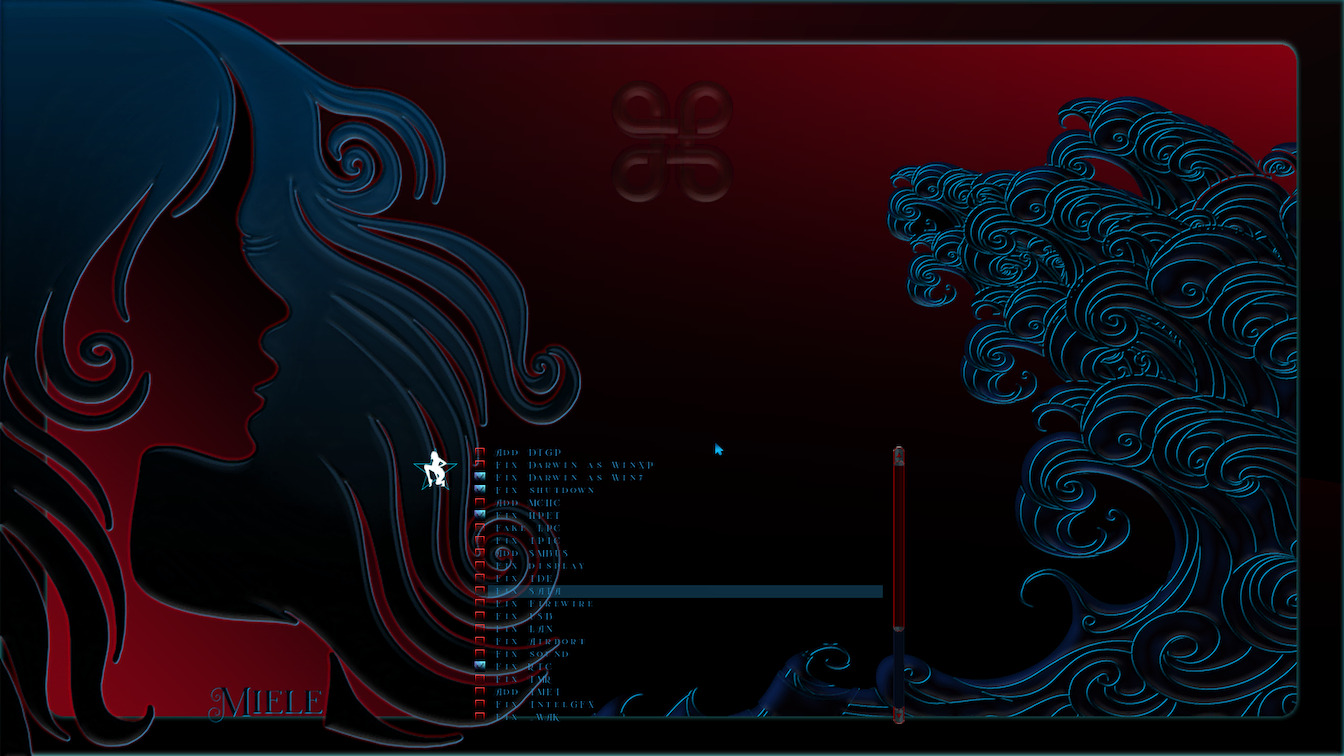 Add DTGP
Fix Darwin as WinXP
Fix Darwin as Win7
Fix shutdown
Add MCHC
Fix HPET
Fake LPC
Fix IPIC
Add SMBUS
Fix Display
Fix IDE
Fix SATA
Fix Firewire
Fix USB
Fix LAN
Fix Airport
Fix sound
Fix RTC
Fix TMR
Add IMEI
Fix IntelGFX
Fix WAK
Miele